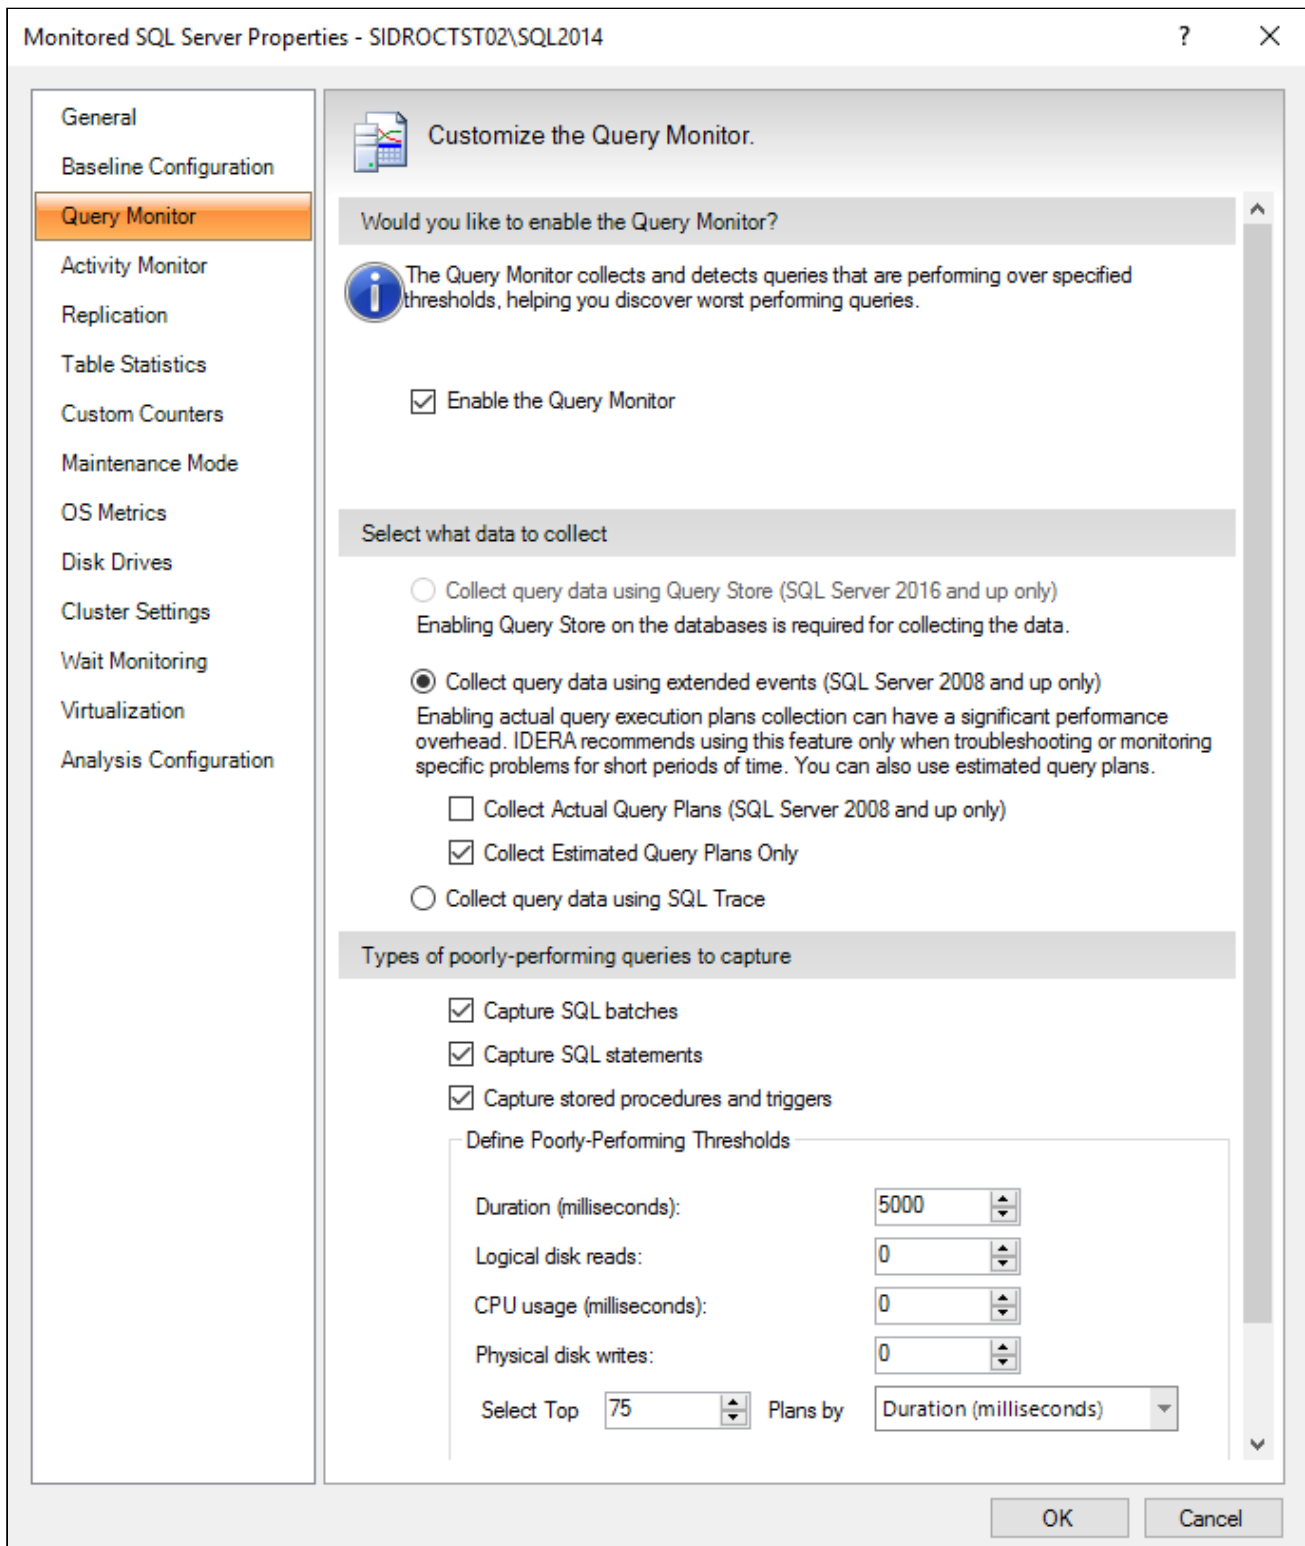 Monitored SQL Server Properties - SIDROCTST02\SQL2014
?
General
Baseline Configuration
Query Monitor
Activity Monitor
Replication
Table Statistics
Custom Counters
Maintenance Mode
OS Metrics
Disk Drives
Cluster Settings
Wait Monitoring
Virtualization
Analysis Configuration
Customize the Query Monitor.
Would you like to enable the Query Monitor?
The Query Monitor collects and detects queries that are performing over specified
thresholds, helping you discover worst performing queries.
Enable the Query Monitor
Select what data to collect
Collect query data using Query Store (SQL Server 2016 and up only)
Enabling Query Store on the databases is required for collecting the data.
Collect query data using extended events (SQL Server 2008 and up only)
Enabling actual query execution plans collection can have a significant performance
overhead. IDERA recommends using this feature only when troubleshooting or monitoring
specific problems for short periods of time. You can also use estimated query plans.
Collect Actual Query Plans (SQL Server 2008 and up only)
Collect Estimated Query Plans Only
Collect query data using SQL Trace
Types of poorly-performing queries to capture
Capture SQL batches
Capture SQL statements
Capture stored procedures and triggers
Define Poorly-Performing Thresholds
Duration (milliseconds): 5000
Logical disk reads: 0
CPU usage (milliseconds): 0
Physical disk writes: 0
Select Top 75 Plans by Duration (milliseconds)
OK Cancel